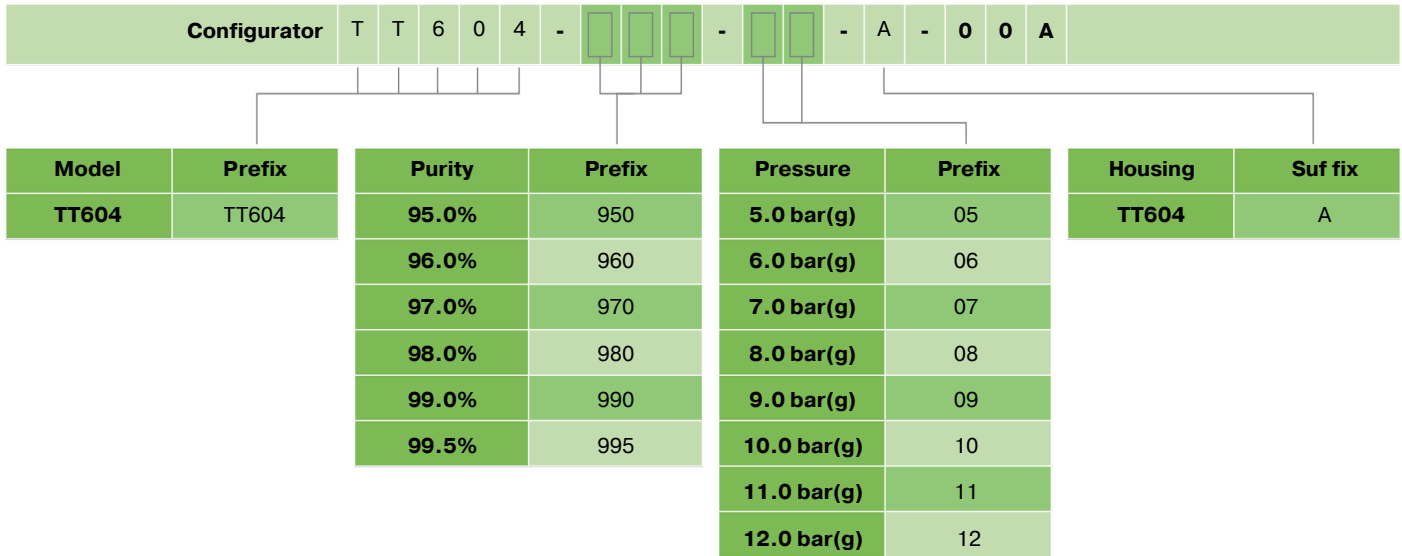 Configurator T T 6 0 4 - - - A - 0 0 A
Model Prefix Purity Prefix Pressure Prefix Housing Suf fix
TT604 TT604 95.0% 950 5.0 bar(g) 05 TT604 A
96.0% 960 6.0 bar(g) 06
97.0% 970 7.0 bar(g) 07
98.0% 980 8.0 bar(g) 08
99.0% 990 9.0 bar(g) 09
99.5% 995 10.0 bar(g) 10
11.0 bar(g) 11
12.0 bar(g) 12